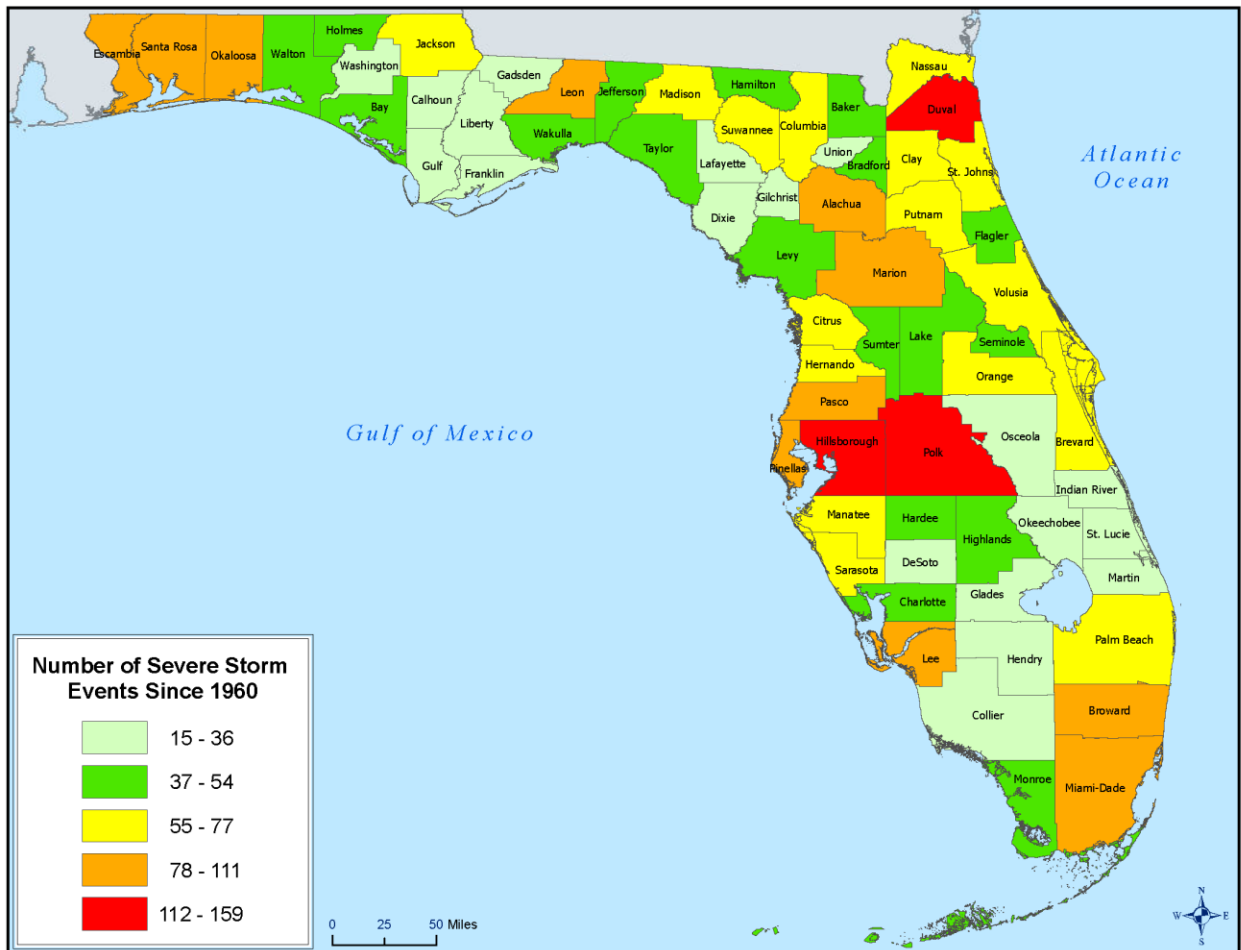 Holmes
Jackson
Escambia
Santa Rosa
Okaloosa
Walton
Washington
Gadsden
Nassau
Calhoun
Leon
Jefferson
Madison
Hamilton
Baker
Duval
Bay
Liberty
Wakulla
Suwannee
Columbia
Taylor
Lafayette
Union
Bradford
Clay
St. Johns
Gulf
Franklin
Atlantic
Ocean
Gilchrist
Alachua
Putnam
Dixie
Flagler
Levy
Marion
Volusia
Citrus
Sumter
Lake
Seminole
Hernando
Orange
Pasco
Gulf of Mexico
Hillsborough
Polk
Osceola
Brevard
Pinellas
Indian River
Manatee
Hardee
Okeechobee
St. Lucie
Highlands
DeSoto
Sarasota
Martin
Charlotte
Glades
Palm Beach
Lee
Hendry
Collier
Broward
Monroe
Miami-Dade
Number of Severe Storm
Events Since 1960
15 - 36
37 - 54
55 - 77
78 - 111
112 - 159
0 25 50 Miles
N
W E
S